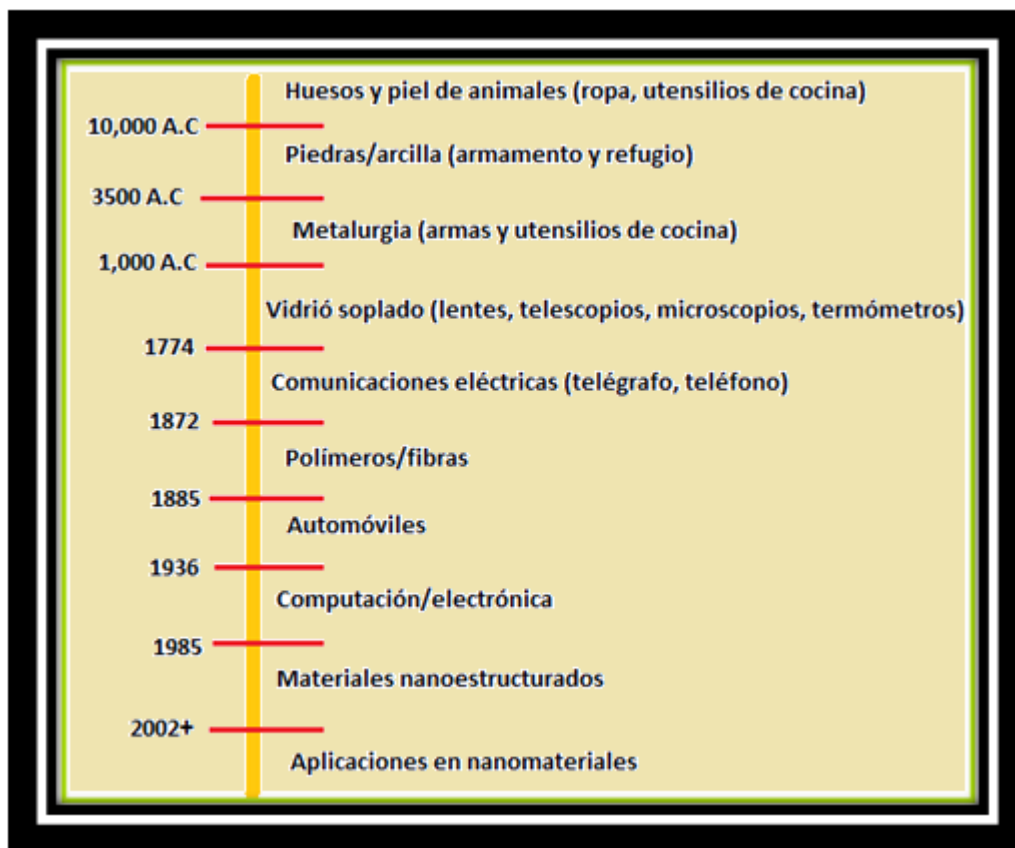 Huesos y piel de animales (ropa, utensilios de cocina)
10,000 A.C
Piedras/arcilla (armamento y refugio)
3500 A.C
Metalurgia (armas y utensilios de cocina)
1,000 A.C
Vidrió soplado (lentes, telescopios, microscopios, termómetros)
1774
Comunicaciones eléctricas (telégrafo, teléfono)
1872
Polímeros/fibras
1885
Automóviles
1936
Computación/electrónica
1985
Materiales nanoestructurados
2002+
Aplicaciones en nanomateriales